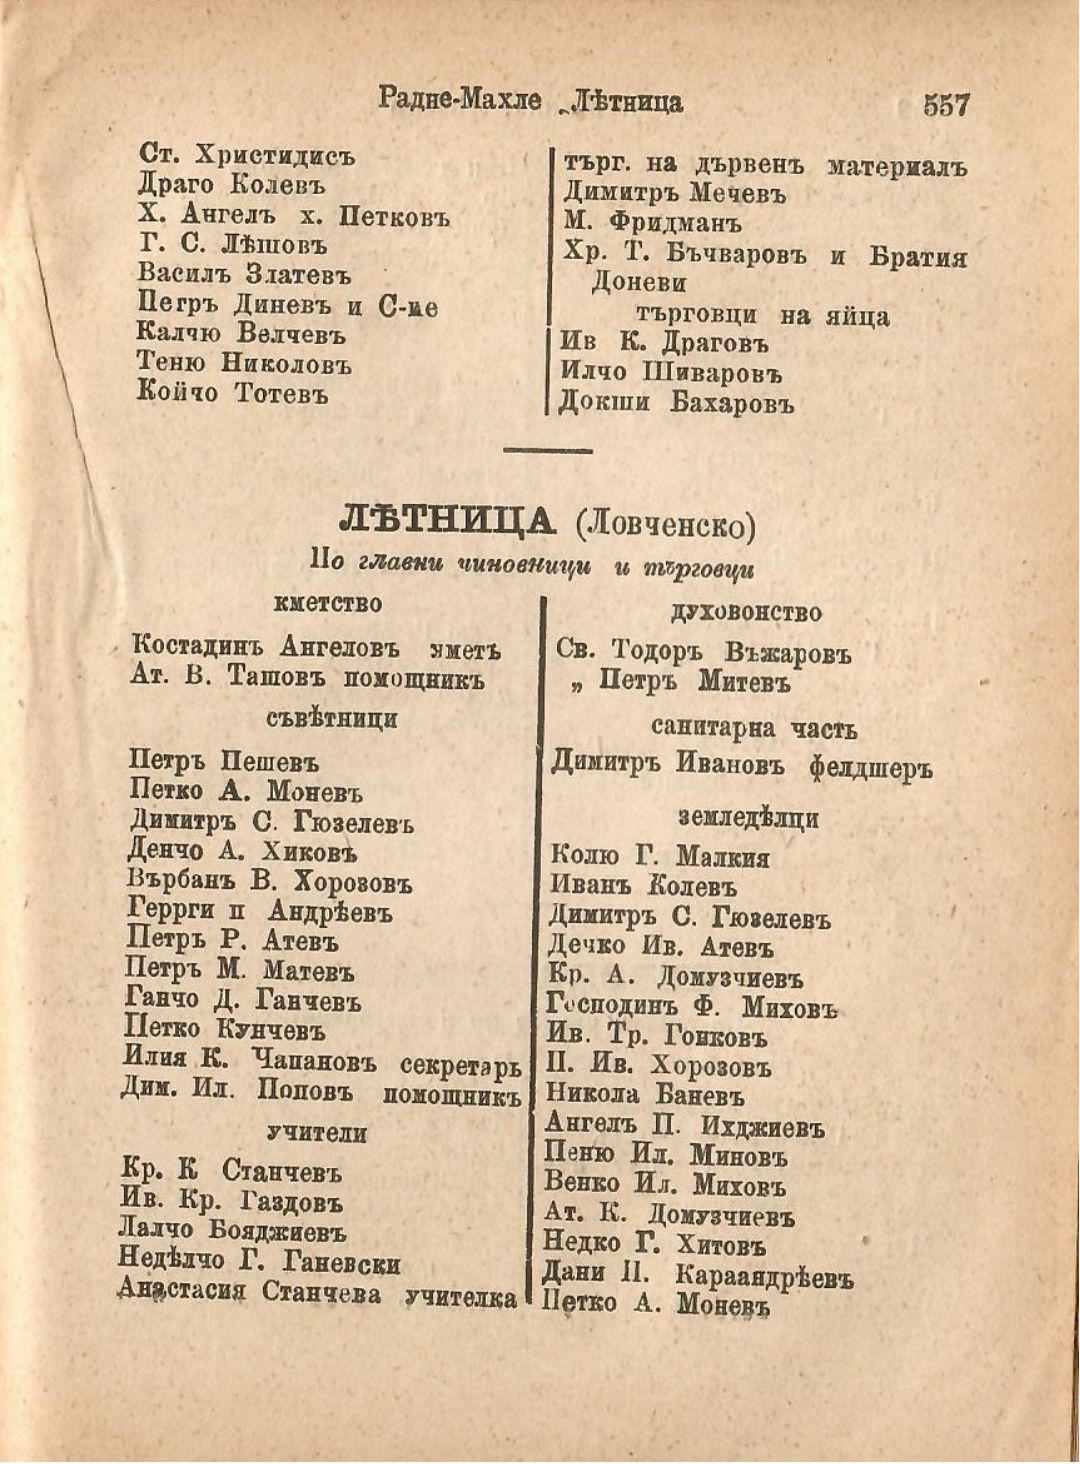 Радне-Махле Лѣтница
557
Ст. Христидисъ
Драго Колевъ
Х. Ангелъ х. Петковъ
Г. С. Лѣшовъ
Василъ Златевъ
Петръ Диневъ и С-ие
Калчю Велчевъ
Теню Николовъ
Койчо Тотевъ
търг. на дървенъ материалъ
Димитръ Мечевъ
М. Фридманъ
Хр. Т. Бъчваровъ и Братия
Доневи
търговци на яйца
Ив К. Драговъ
Илчо Шиваровъ
Докши Бахаровъ
ЛѢТНИЦА (Ловченско)
По главни чиновници и търговци
кметство
Костадинъ Ангеловъ яметъ
Ат. В. Ташовъ помощникъ
съвѣтници
Петръ Пешевъ
Петко А. Моневъ
Димитръ С. Гюзелевъ
Денчо А. Хиковъ
Върбанъ В. Хорозовъ
Геррги п Андрѣевъ
Петръ Р. Атевъ
Петръ М. Матевъ
Ганчо Д. Ганчевъ
Петко Кунчевъ
Илия К. Чапановъ секретарь
Дим. Ил. Поповъ помощникъ
учители
Кр. К Станчевъ
Ив. Кр. Газдовъ
Лалчо Бояджиевъ
Недѣлчо Г. Ганевски
Анастасия Станчева учителка
духовонство
Св. Тодоръ Въжаровъ
„ Петръ Митевъ
санитарна часть
Димитръ Ивановъ фелдшеръ
земледѣлци
Колю Г. Малкия
Иванъ Колевъ
Димитръ С. Гюзелевъ
Дечко Ив. Атевъ
Кр. А. Домузчиевъ
Господинъ Ф. Миховъ
Ив. Тр. Гонковъ
П. Ив. Хорозовъ
Никола Баневъ
Ангелъ П. Ихджиевъ
Пеню Ил. Миновъ
Венко Ил. Миховъ
Ат. К. Домузчиевъ
Недко Г. Хитовъ
Дани П. Караандрѣевъ
Петко А. Моневъ